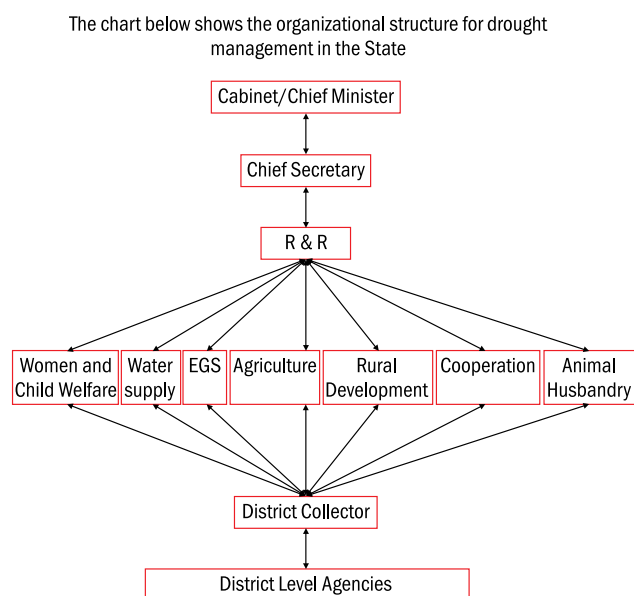 The chart below shows the organizational structure for drought
management in the State
Cabinet/Chief Minister
Chief Secretary
R & R
Women and
Child Welfare
Water
supply
EGS
Agriculture
Rural
Development
Cooperation
Animal
Husbandry
District Collector
District Level Agencies